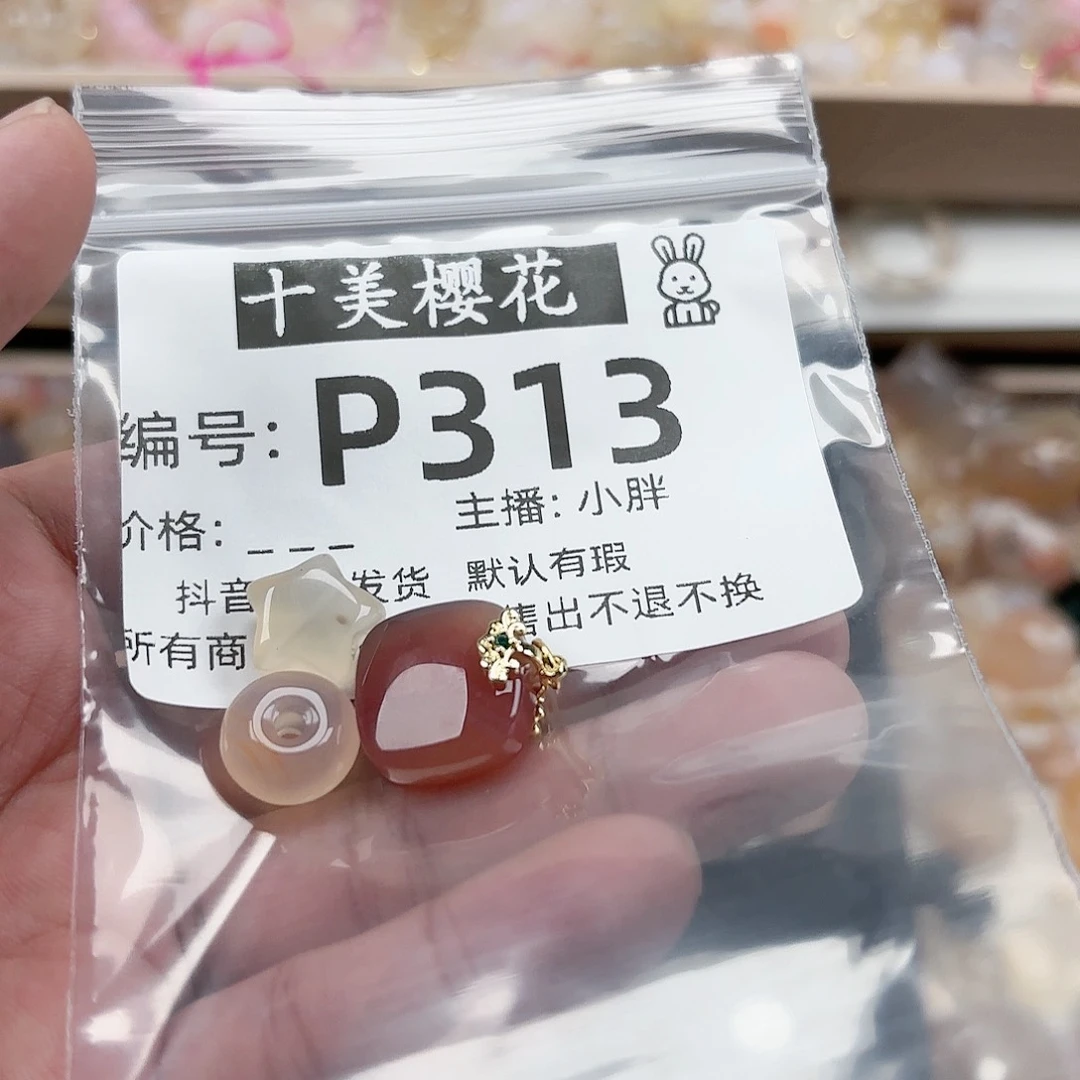 十美樱花
编号: P313
价格: _ _ _ 主播: 小胖
抖音 发货 默认有瑕
所有商 售出不退不换